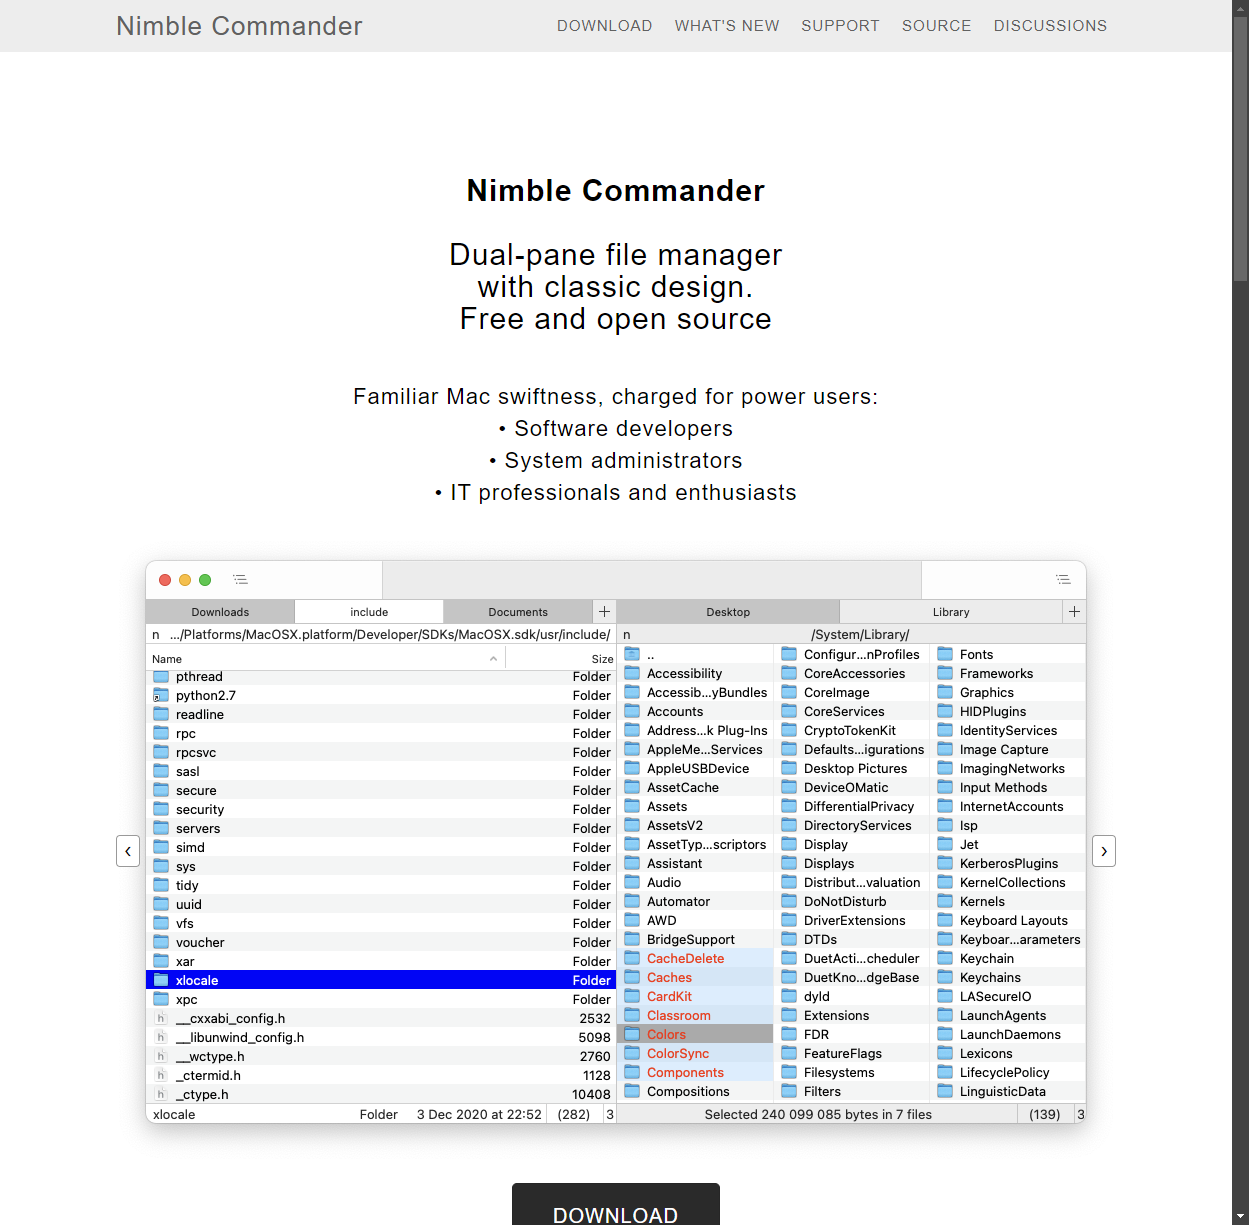 Nimble Commander DOWNLOAD WHAT'S NEW SUPPORT SOURCE DISCUSSIONS
Nimble Commander
Dual-pane file manager
with classic design.
Free and open source
Familiar Mac swiftness, charged for power users:
• Software developers
• System administrators
• IT professionals and enthusiasts
Downloads include Documents + Desktop Library +
n .../Platforms/MacOSX.platform/Developer/SDKs/MacOSX.sdk/usr/include/ n /System/Library/
Name Size
pthread Folder
python2.7 Folder
readline Folder
rpc Folder
rpcsvc Folder
sasl Folder
secure Folder
security Folder
servers Folder
simd Folder
sys Folder
tidy Folder
uuid Folder
vfs Folder
voucher Folder
xar Folder
xlocale Folder
xpc Folder
h __cxxabi_config.h 2532
h __libunwind_config.h 5098
h __wctype.h 2760
h _ctermid.h 1128
h _ctype.h 10408
xlocale Folder 3 Dec 2020 at 22:52 (282) 3
.. Configur...nProfiles Fonts
Accessibility CoreAccessories Frameworks
Accessib...yBundles CoreImage Graphics
Accounts CoreServices HIDPlugins
Address...k Plug-Ins CryptoTokenKit IdentityServices
AppleMe...Services Defaults...igurations Image Capture
AppleUSBDevice Desktop Pictures ImagingNetworks
AssetCache DeviceOMatic Input Methods
Assets DifferentialPrivacy InternetAccounts
AssetsV2 DirectoryServices lsp
AssetTyp...scriptors Display Jet
Assistant Displays KerberosPlugins
Audio Distribut...valuation KernelCollections
Automator DoNotDisturb Kernels
AWD DriverExtensions Keyboard Layouts
BridgeSupport DTDs Keyboar...arameters
CacheDelete DuetActi...cheduler Keychain
Caches DuetKno...dgeBase Keychains
CardKit dyld LASecureIO
Classroom Extensions LaunchAgents
Colors FDR LaunchDaemons
ColorSync FeatureFlags Lexicons
Components Filesystems LifecyclePolicy
Compositions Filters LinguisticData
Selected 240 099 085 bytes in 7 files (139) 3
‹ ›
DOWNLOAD